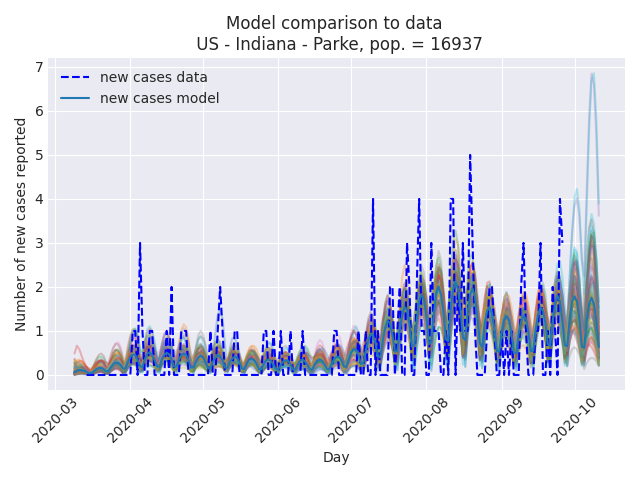 Model comparison to data
US - Indiana - Parke, pop. = 16937
new cases data
new cases model
Number of new cases reported
7
6
5
4
3
2
1
0
2020-03
2020-04
2020-05
2020-06
2020-07
2020-08
2020-09
2020-10
Day